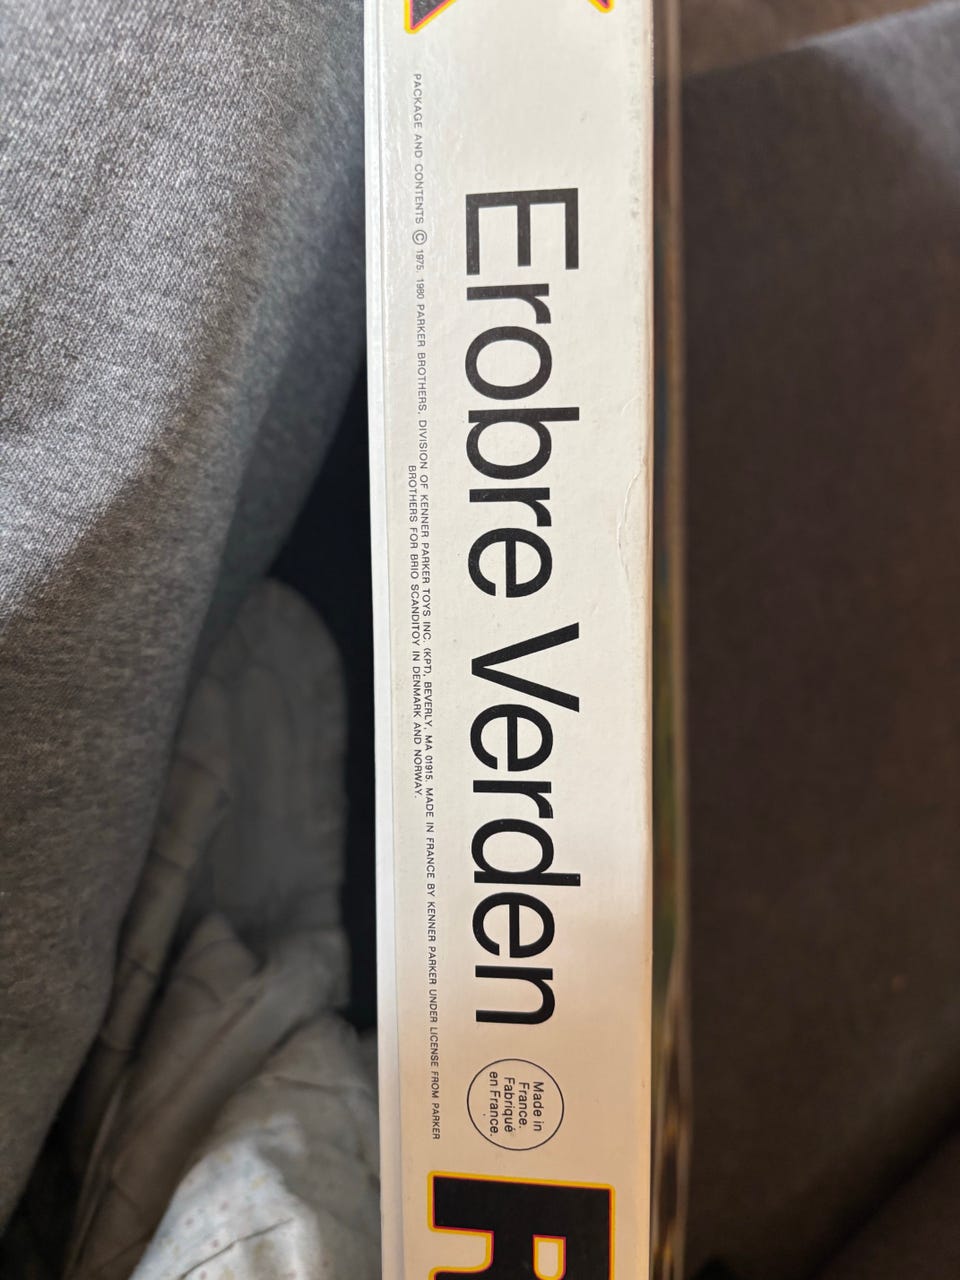 Erobre Verden
Made in
France.
Fabriqué
en France.
PACKAGE AND CONTENTS © 1975. 1980 PARKER BROTHERS, DIVISION OF KENNER PARKER TOYS INC. (KPT), BEVERLY, MA 01915. MADE IN FRANCE BY KENNER PARKER UNDER LICENSE FROM PARKER
BROTHERS FOR BRIO SCANDITOY IN DENMARK AND NORWAY.
R